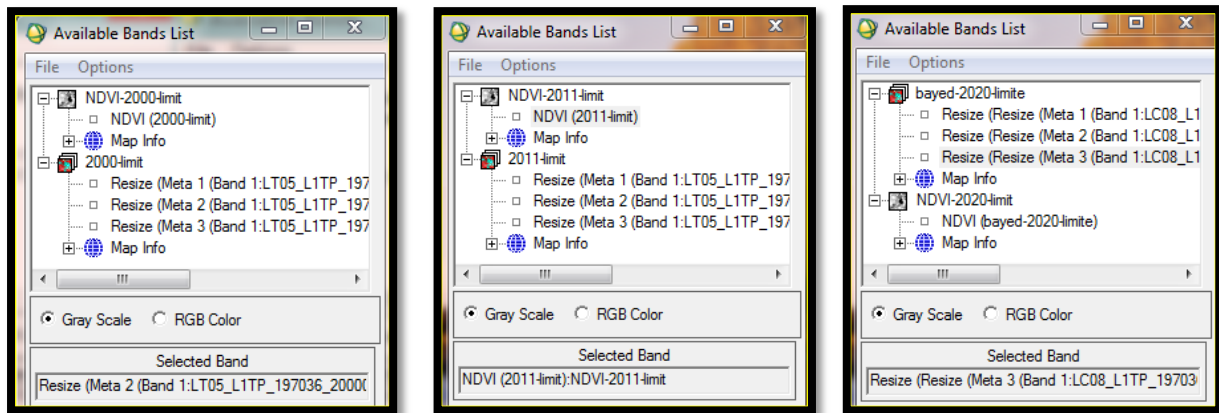 Available Bands List
File Options
NDVI-2000-limit
NDVI (2000-limit)
Map Info
2000-limit
Resize (Meta 1 (Band 1:LT05_L1TP_197
Resize (Meta 2 (Band 1:LT05_L1TP_197
Resize (Meta 3 (Band 1:LT05_L1TP_197
Map Info
Gray Scale RGB Color
Selected Band
Resize (Meta 2 (Band 1:LT05_L1TP_197036_2000(
Available Bands List
File Options
NDVI-2011-limit
NDVI (2011-limit)
Map Info
2011-limit
Resize (Meta 1 (Band 1:LT05_L1TP_197
Resize (Meta 2 (Band 1:LT05_L1TP_197
Resize (Meta 3 (Band 1:LT05_L1TP_197
Map Info
Gray Scale RGB Color
Selected Band
NDVI (2011-limit):NDVI-2011-limit
Available Bands List
File Options
bayed-2020-limite
Resize (Resize (Meta 1 (Band 1:LC08_L1
Resize (Resize (Meta 2 (Band 1:LC08_L1
Resize (Resize (Meta 3 (Band 1:LC08_L1
Map Info
NDVI-2020-limit
NDVI (bayed-2020-limite)
Map Info
Gray Scale RGB Color
Selected Band
Resize (Resize (Meta 3 (Band 1:LC08_L1TP_19703